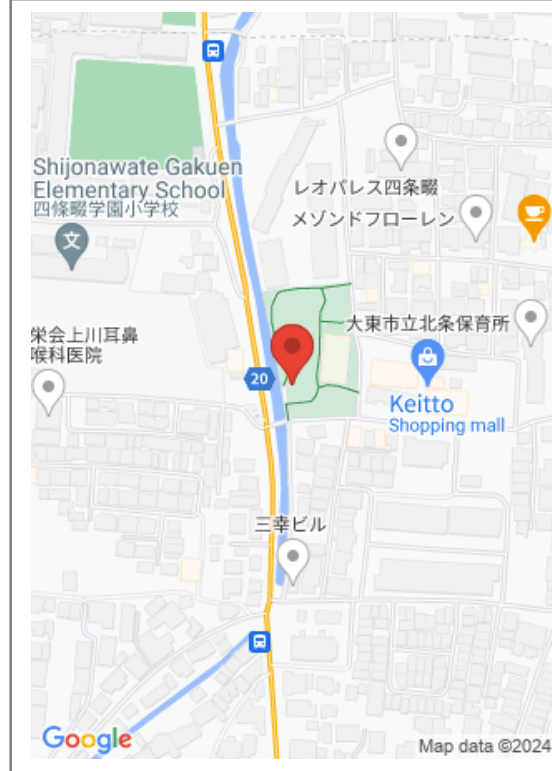 Shijonawate Gakuen
Elementary School
四條畷学園小学校
文
レオパレス四条畷
メゾンドフローレン
大東市立北条保育所
栄会上川耳鼻
喉科医院
20
Keitto
Shopping mall
三幸ビル
Google
Map data ©2024